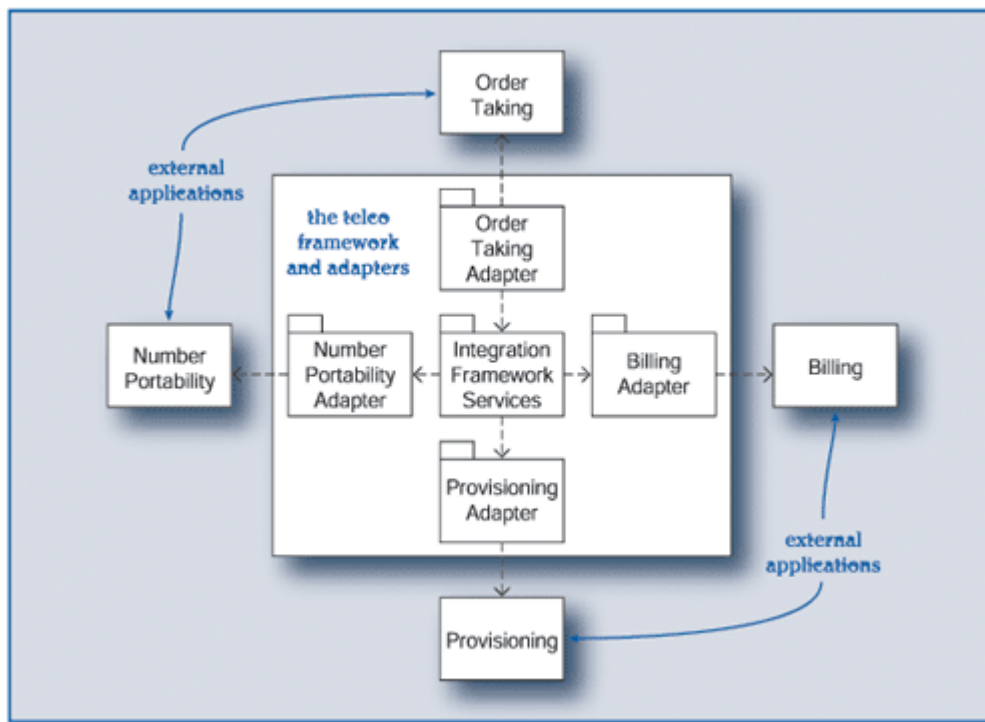 Order
Taking
external
applications
the telco
framework
and adapters
Order
Taking
Adapter
Number
Portability
Number
Portability
Adapter
Integration
Framework
Services
Billing
Adapter
Billing
Provisioning
Adapter
external
applications
Provisioning